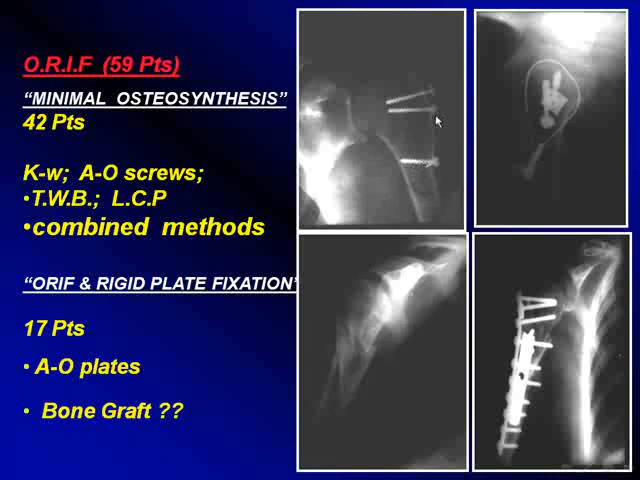 O.R.I.F (59 Pts)
“MINIMAL OSTEOSYNTHESIS”
42 Pts
K-w; A-O screws;
•T.W.B.; L.C.P
•combined methods
“ORIF & RIGID PLATE FIXATION”
17 Pts
• A-O plates
• Bone Graft ??